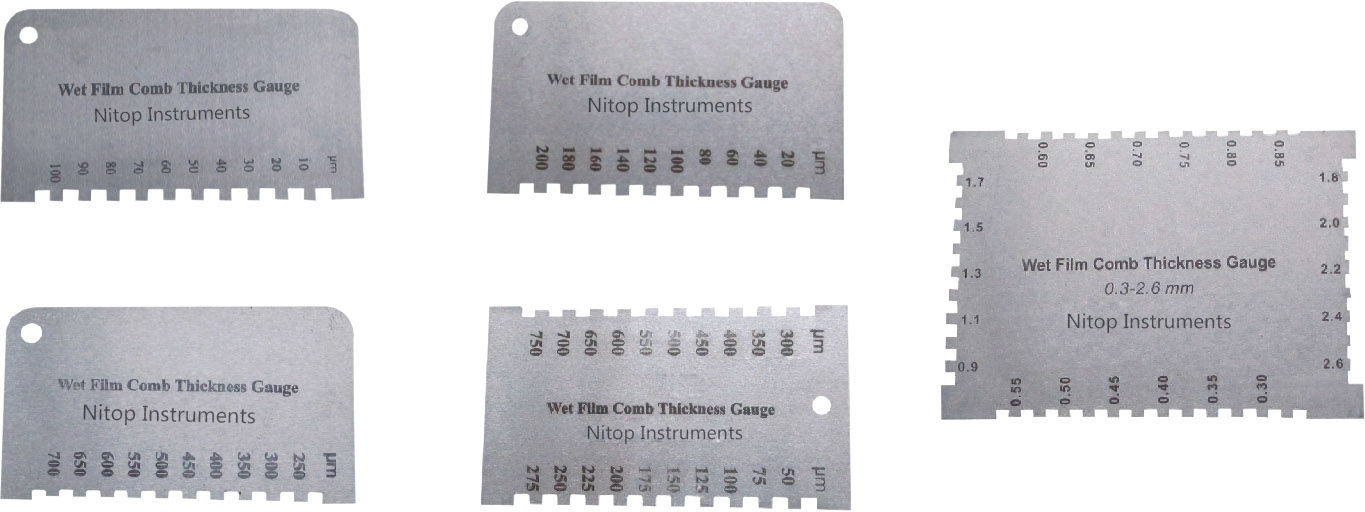 Wet Film Comb Thickness Gauge
Nitop Instruments
100 90 80 70 60 50 40 30 20 10 µm
Wet Film Comb Thickness Gauge
Nitop Instruments
200 180 160 140 120 100 80 60 40 20 µm
0.60 0.65 0.70 0.75 0.80 0.85
1.7 1.8
1.5 2.0
1.3 2.2
1.1 2.4
0.9 2.6
Wet Film Comb Thickness Gauge
0.3-2.6 mm
Nitop Instruments
0.55 0.50 0.45 0.40 0.35 0.30
Wet Film Comb Thickness Gauge
Nitop Instruments
700 650 600 550 500 450 400 350 300 250 µm
750 700 650 600 550 500 450 400 350 300 µm
Wet Film Comb Thickness Gauge
Nitop Instruments
275 250 225 200 175 150 125 100 75 50 µm